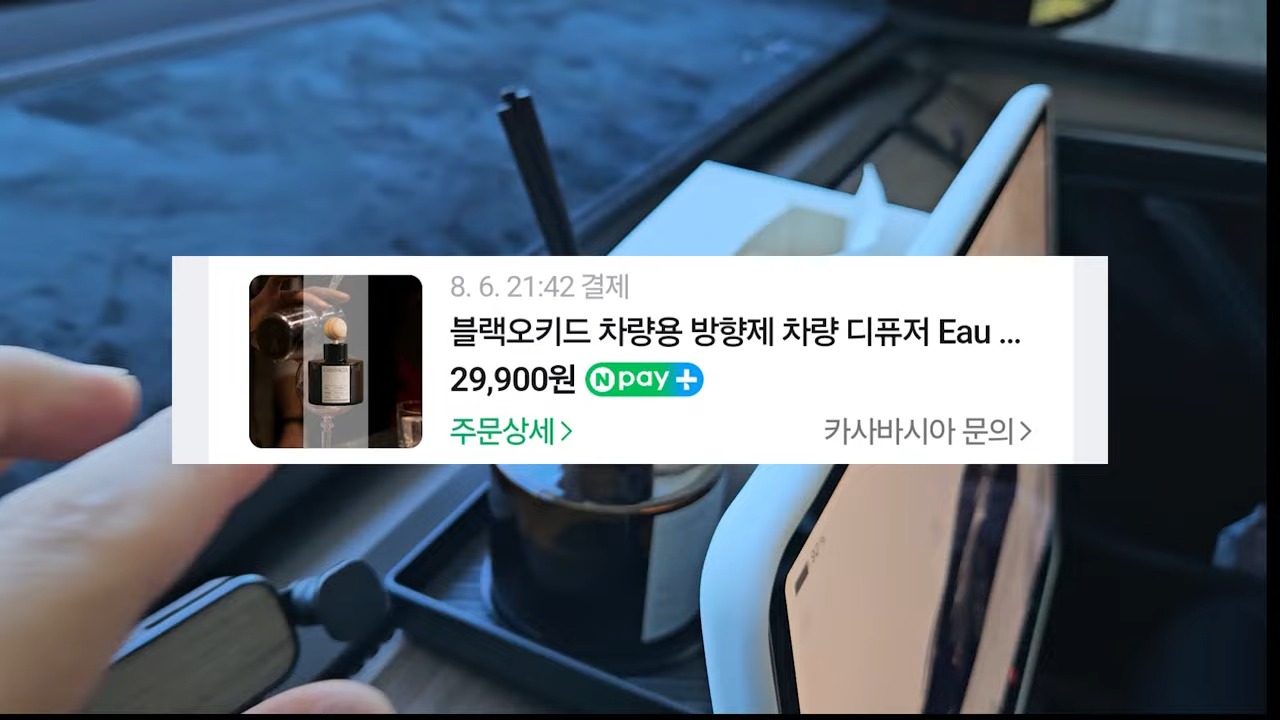 8. 6. 21:42 결제
블랙오키드 차량용 방향제 차량 디퓨저 Eau ...
29,900원 N pay +
주문상세 >
카사바시아 문의 >